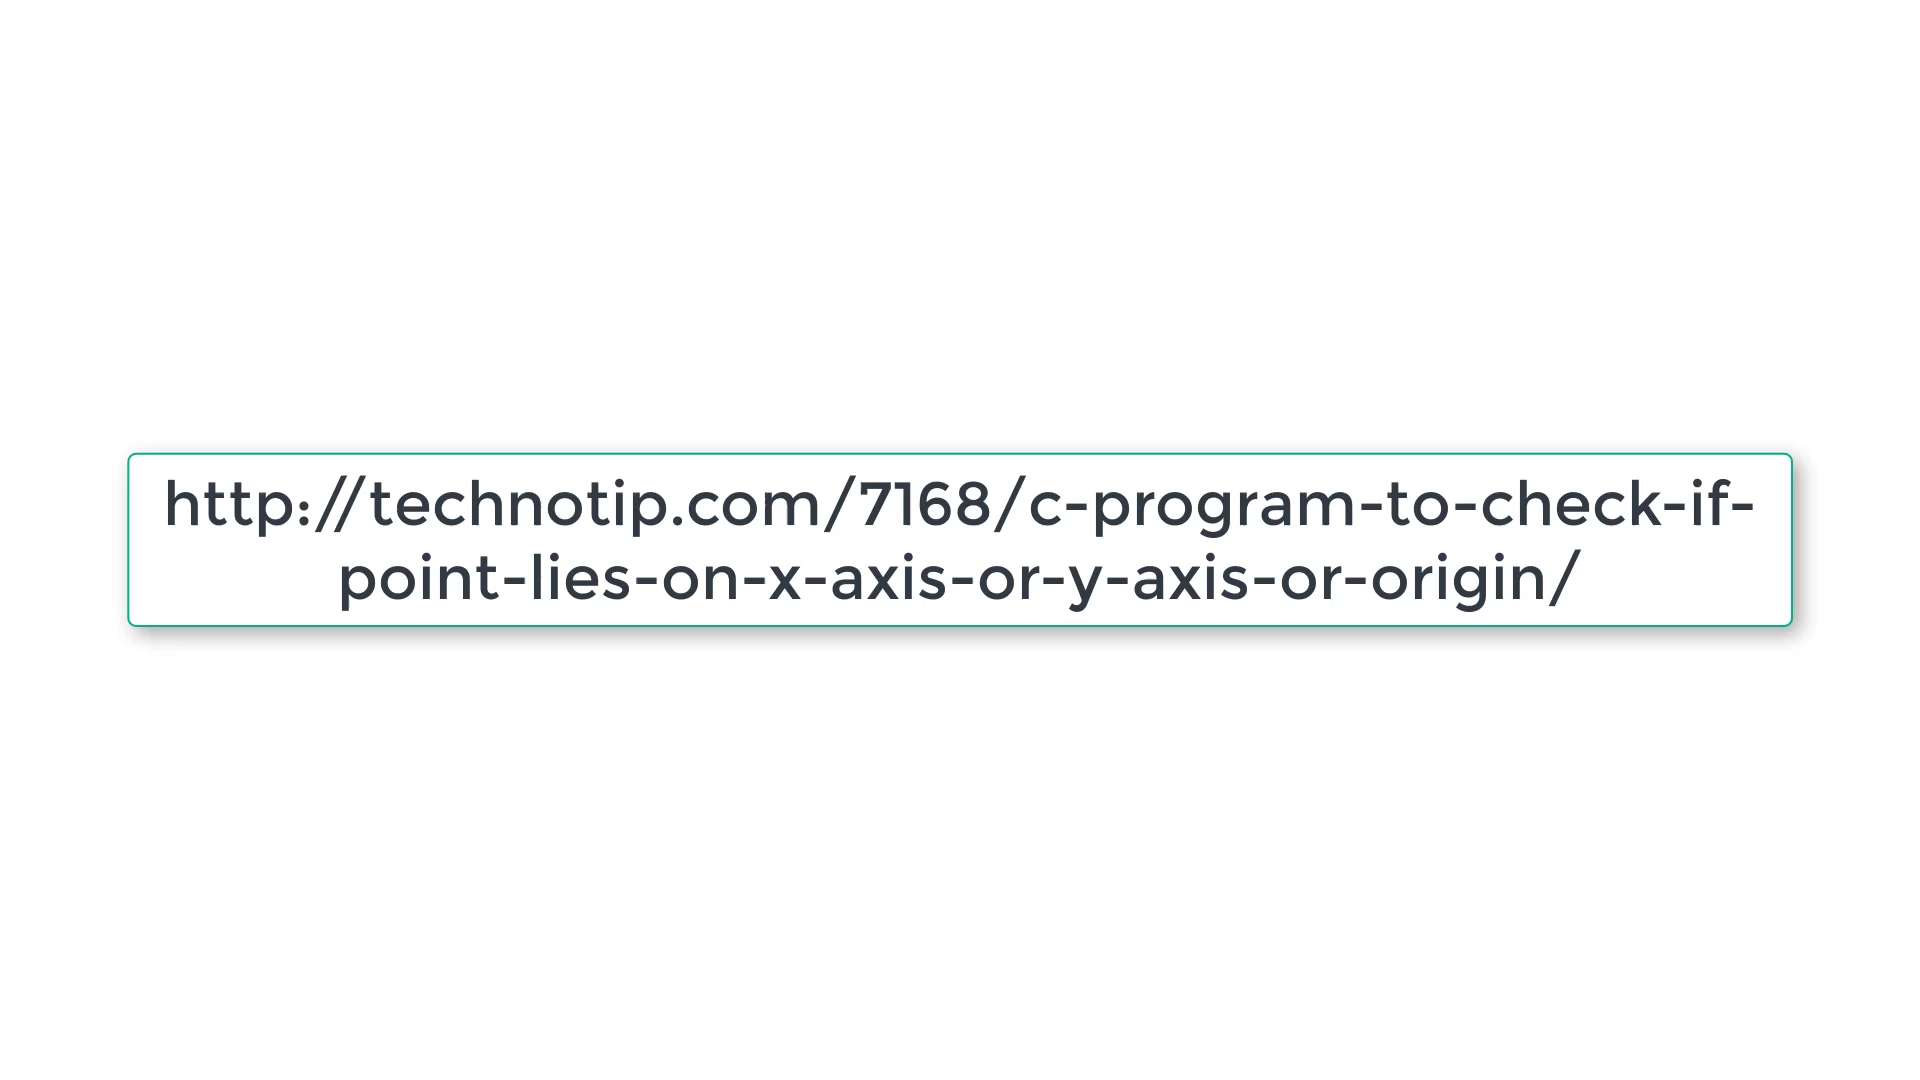 http://technotip.com/7168/c-program-to-check-if-
point-lies-on-x-axis-or-y-axis-or-origin/